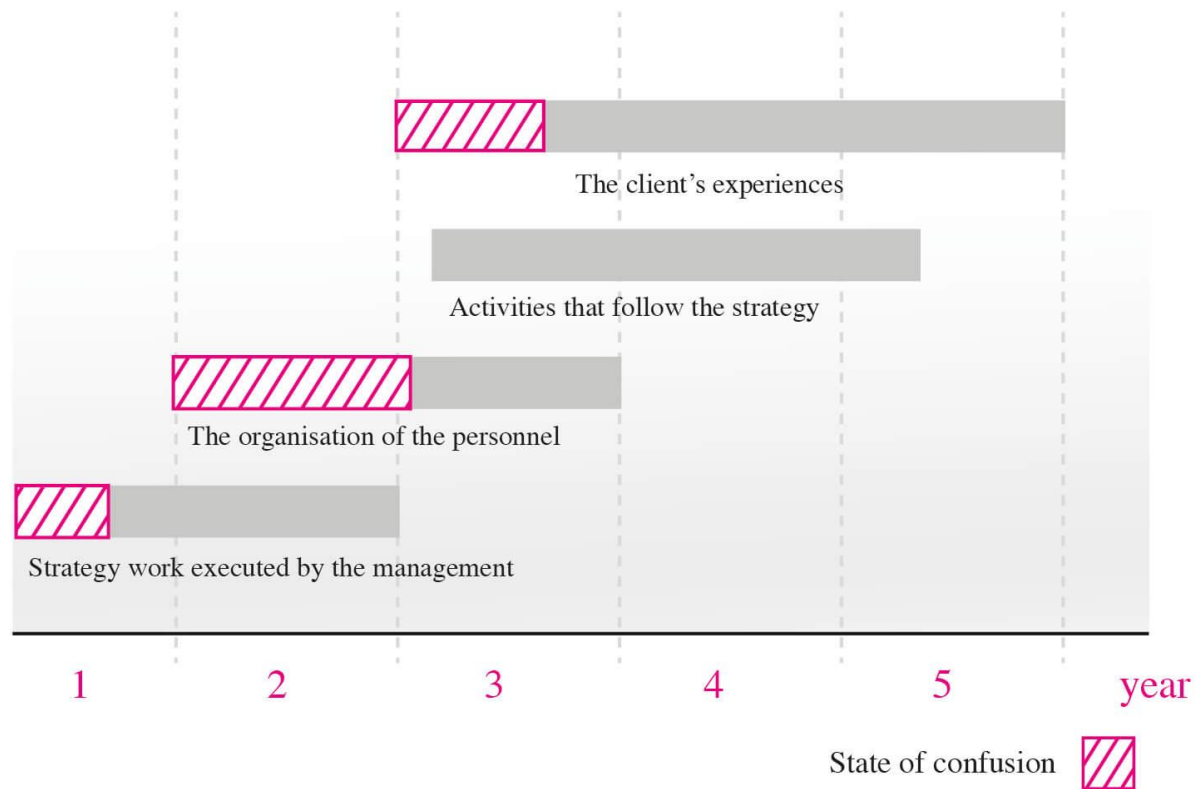 The client's experiences
Activities that follow the strategy
The organisation of the personnel
Strategy work executed by the management
1 2 3 4 5 year
State of confusion